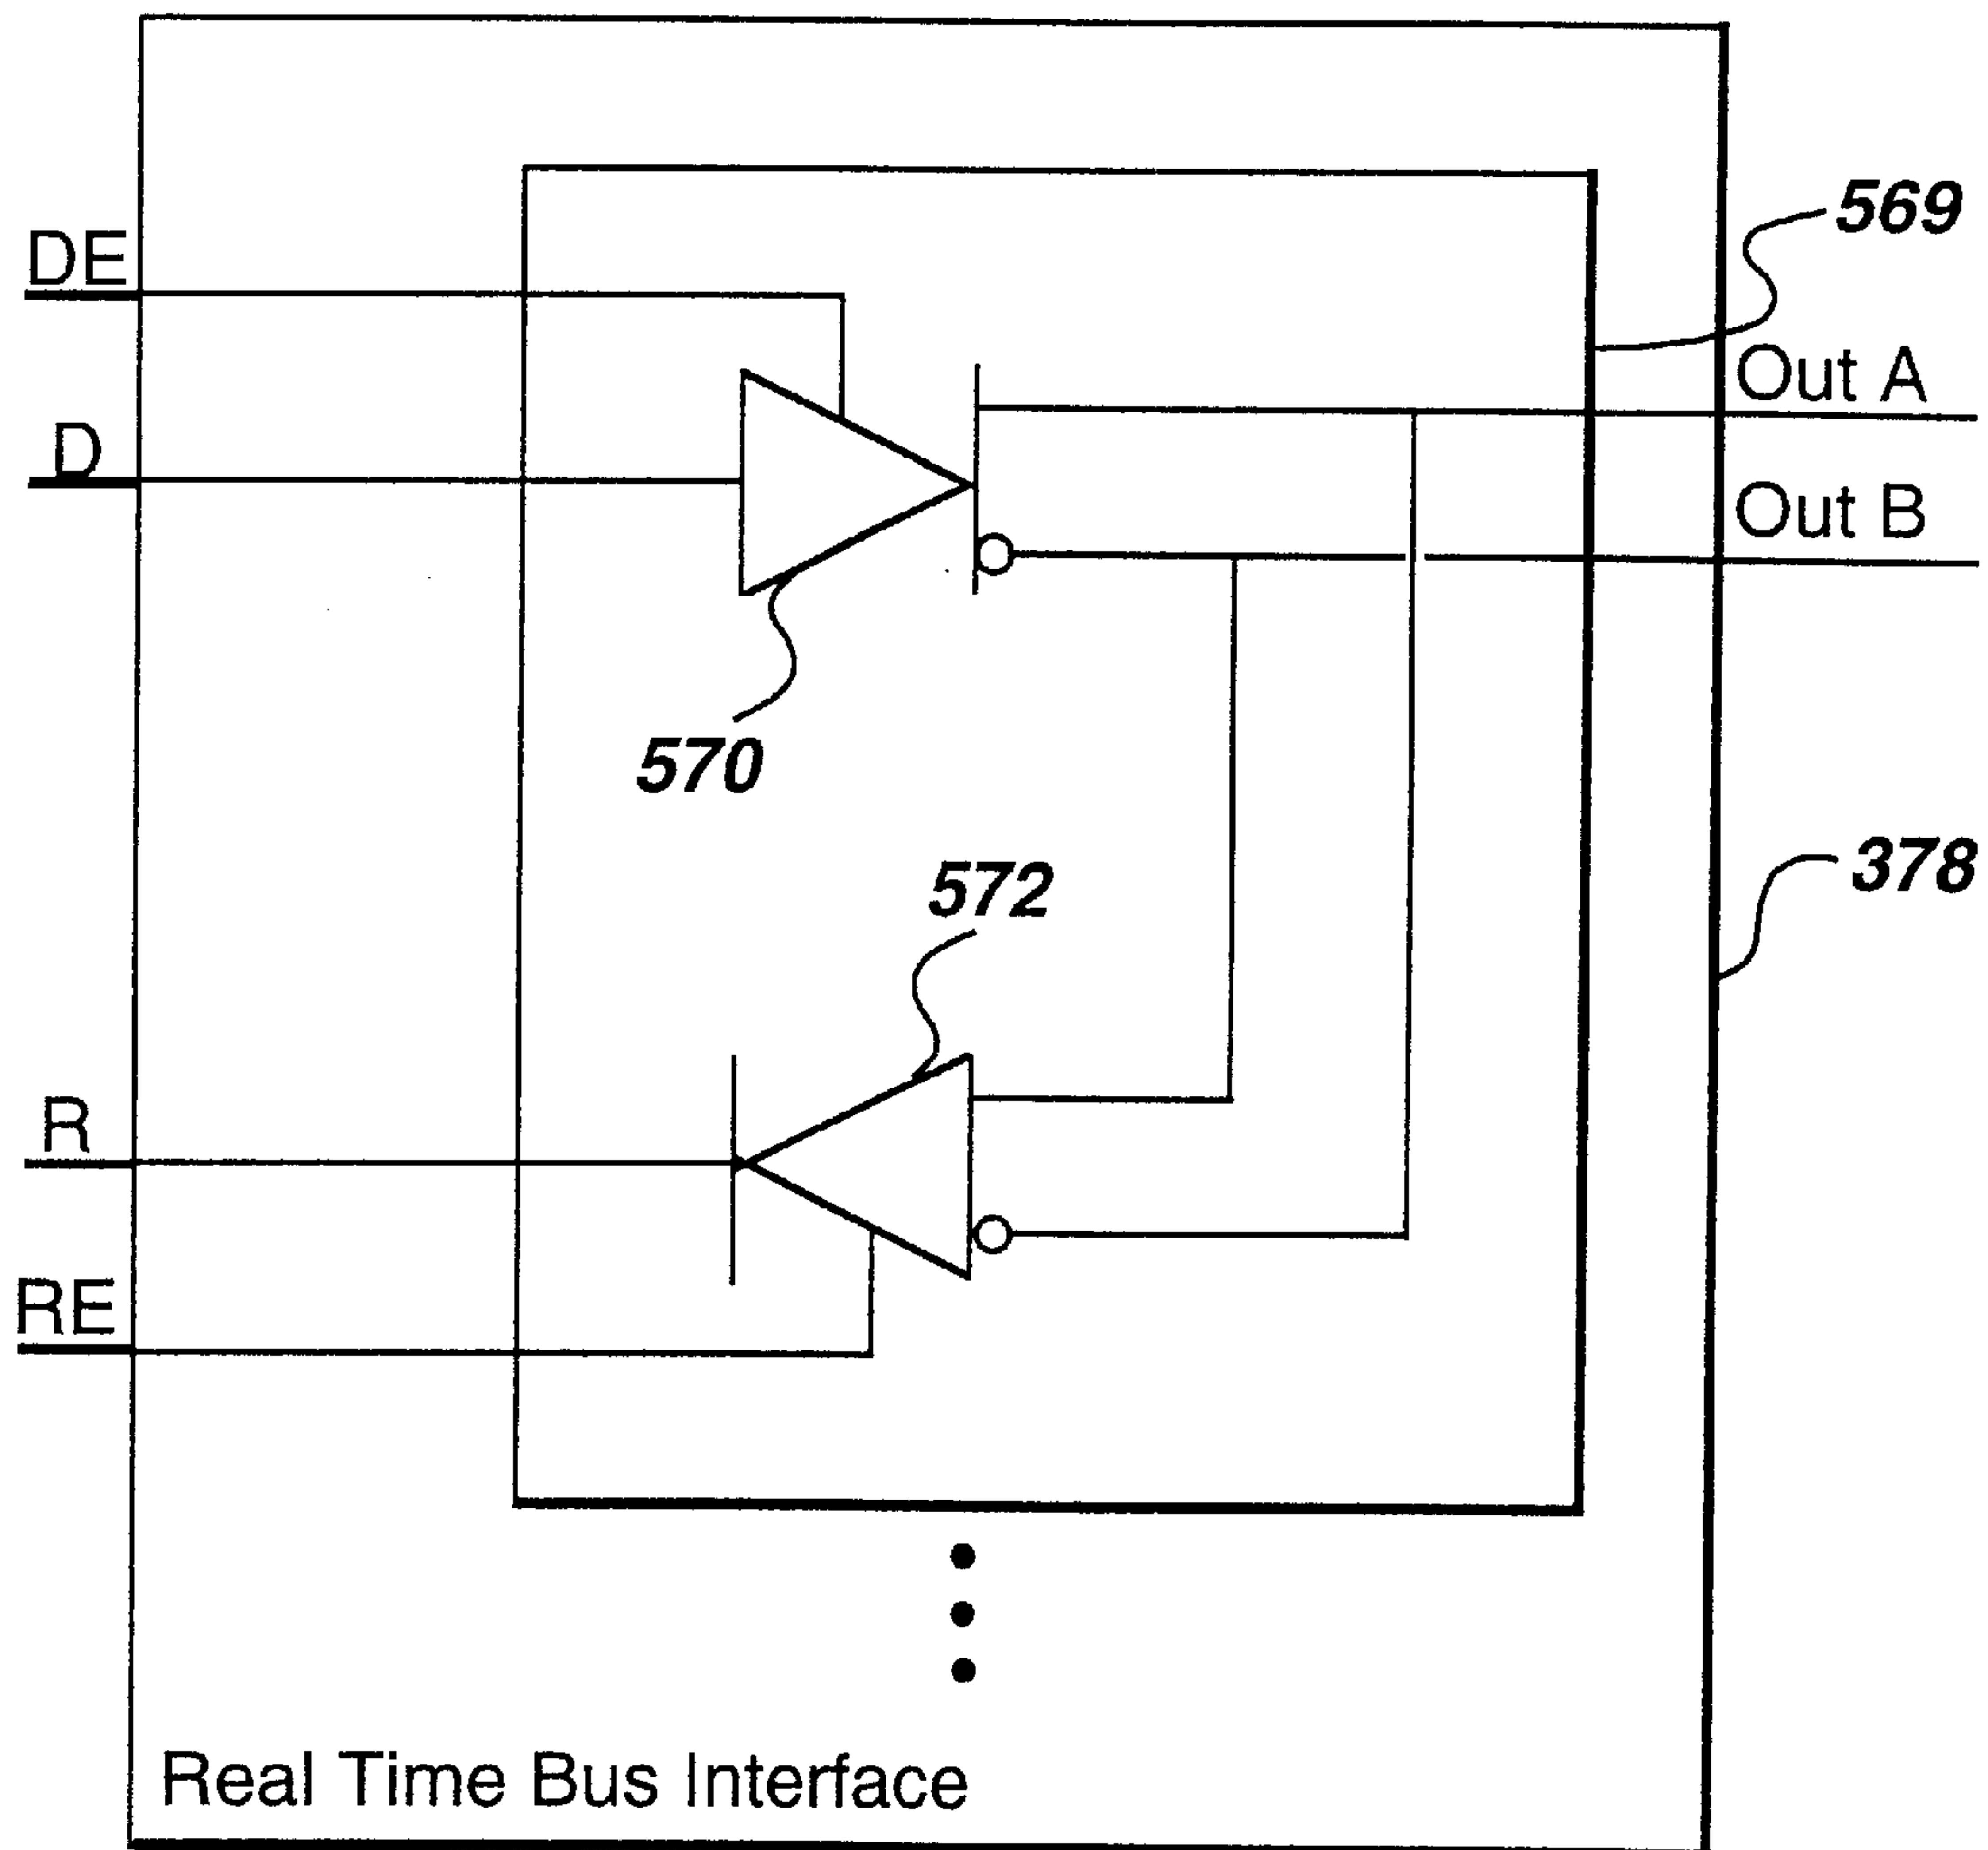 DE
569
Out A
D
Out B
570
378
572
R
RE
Real Time Bus Interface